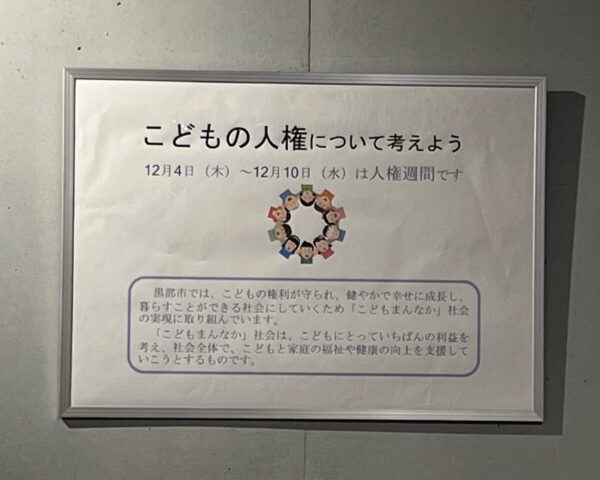 こどもの人権について考えよう
12月4日（木）～12月10日（水）は人権週間です
黒部市では、こどもの権利が守られ、健やかで幸せに成長し、
暮らすことができる社会にしていくため「こどもまんなか」社会
の実現に取り組んでいます。
「こどもまんなか」社会は、こどもにとっていちばんの利益を
考え、社会全体で、こどもと家庭の福祉や健康の向上を支援して
いこうとするものです。